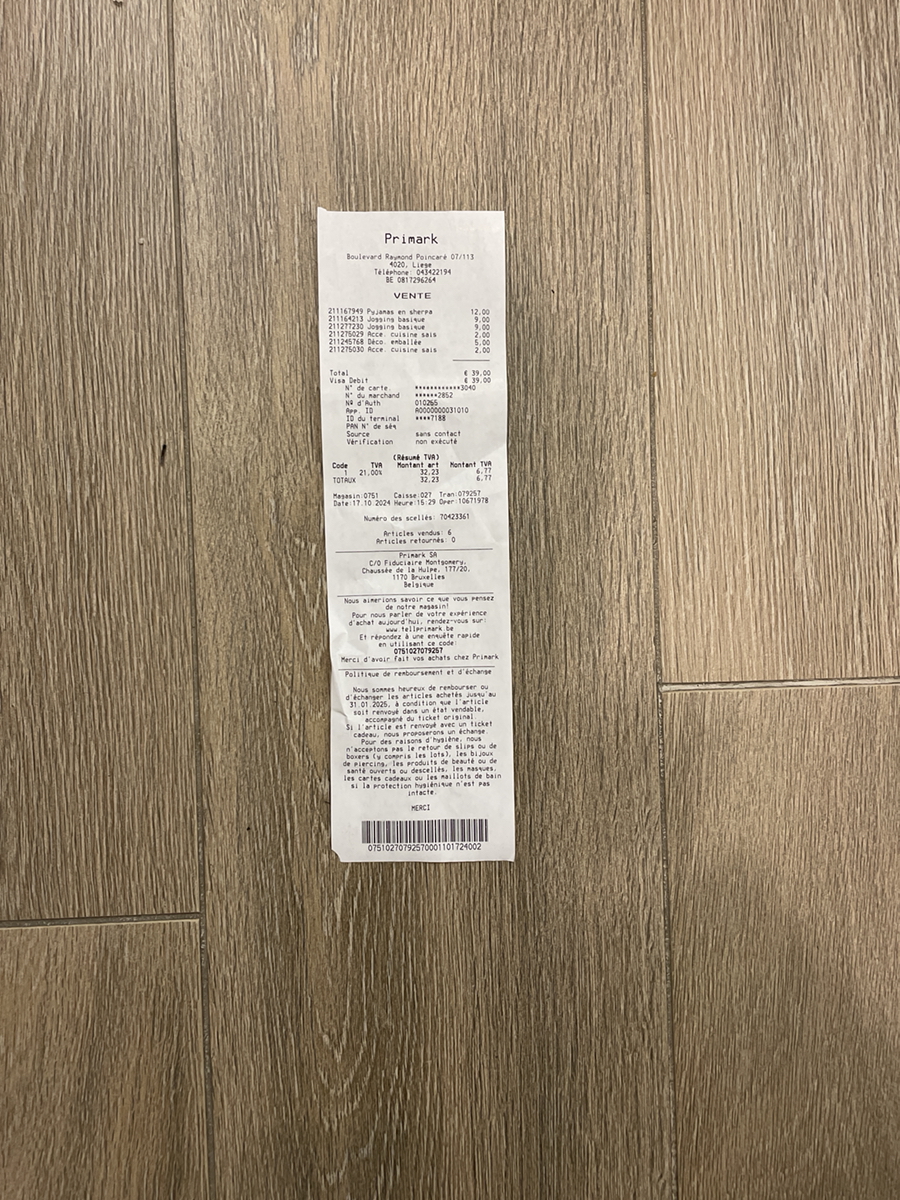 Primark
Boulevard Raymond Poincaré 07/113
4020, Liege
Téléphone: 043422194
BE 0817296264
VENTE
211167949 Pyjamas en sherpa 12,00
211164213 Jogging basique 9,00
211277230 Jogging basique 9,00
211275029 Acce. cuisine sais 2,00
211245768 Déco. emballée 5,00
211275030 Acce. cuisine sais 2,00
Total € 39,00
Visa Debit € 39,00
N° de carte. ************3040
N° du marchand ******2852
Nº d'Auth 010265
App. ID A0000000031010
ID du terminal ****7188
PAN N° de séq
Source sans contact
Vérification non exécuté
(Résumé TVA)
Code TVA Montant art Montant TVA
1 21,00% 32,23 6,77
TOTAUX 32,23 6,77
Magasin:0751 Caisse:027 Tran:079257
Date:17.10.2024 Heure:15:29 Oper:10671978
Numéro des scellés: 70423361
Articles vendus: 6
Articles retournés: 0
Primark SA
C/O Fiduciaire Montgomery,
Chaussée de la Hulpe, 177/20,
1170 Bruxelles
Belgique
Nous aimerions savoir ce que vous pensez
de notre magasin!
Pour nous parler de votre expérience
d'achat aujourd'hui, rendez-vous sur:
www.tellprimark.be
Et répondez à une enquête rapide
en utilisant ce code:
0751027079257
Merci d'avoir fait vos achats chez Primark
Politique de remboursement et d'échange
Nous sommes heureux de rembourser ou
d'échanger les articles achetés jusqu'au
31.01.2025, à condition que l'article
soit renvoyé dans un état vendable,
accompagné du ticket original.
Si l'article est renvoyé avec un ticket
cadeau, nous proposerons un échange.
Pour des raisons d'hygiène, nous
n'acceptons pas le retour de slips ou de
boxers (y compris les lots), les bijoux
de piercing, les produits de beauté ou de
santé ouverts ou descellés, les masques,
les cartes cadeaux ou les maillots de bain
si la protection hygiénique n'est pas
intacte.
MERCI
07510270792570001101724002